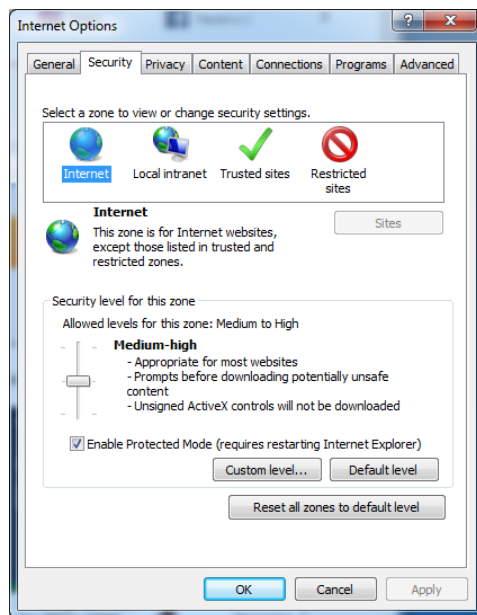 Internet Options
General Security Privacy Content Connections Programs Advanced
Select a zone to view or change security settings.
Internet Local intranet Trusted sites Restricted
sites
Internet
Sites
This zone is for Internet websites,
except those listed in trusted and
restricted zones.
Security level for this zone
Allowed levels for this zone: Medium to High
Medium-high
- Appropriate for most websites
- Prompts before downloading potentially unsafe
content
- Unsigned ActiveX controls will not be downloaded
Enable Protected Mode (requires restarting Internet Explorer)
Custom level... Default level
Reset all zones to default level
OK Cancel Apply